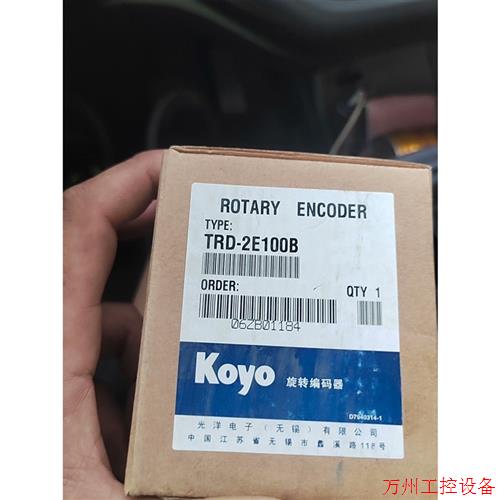 ROTARY ENCODER
TYPE:
TRD-2E100B
ORDER:
QTY 1
062B01184
Koyo 旋转编码器
D7940314-1
光洋电子（无锡）有限公司
中国江苏省无锡市蠡溪路118号
万州工控设备